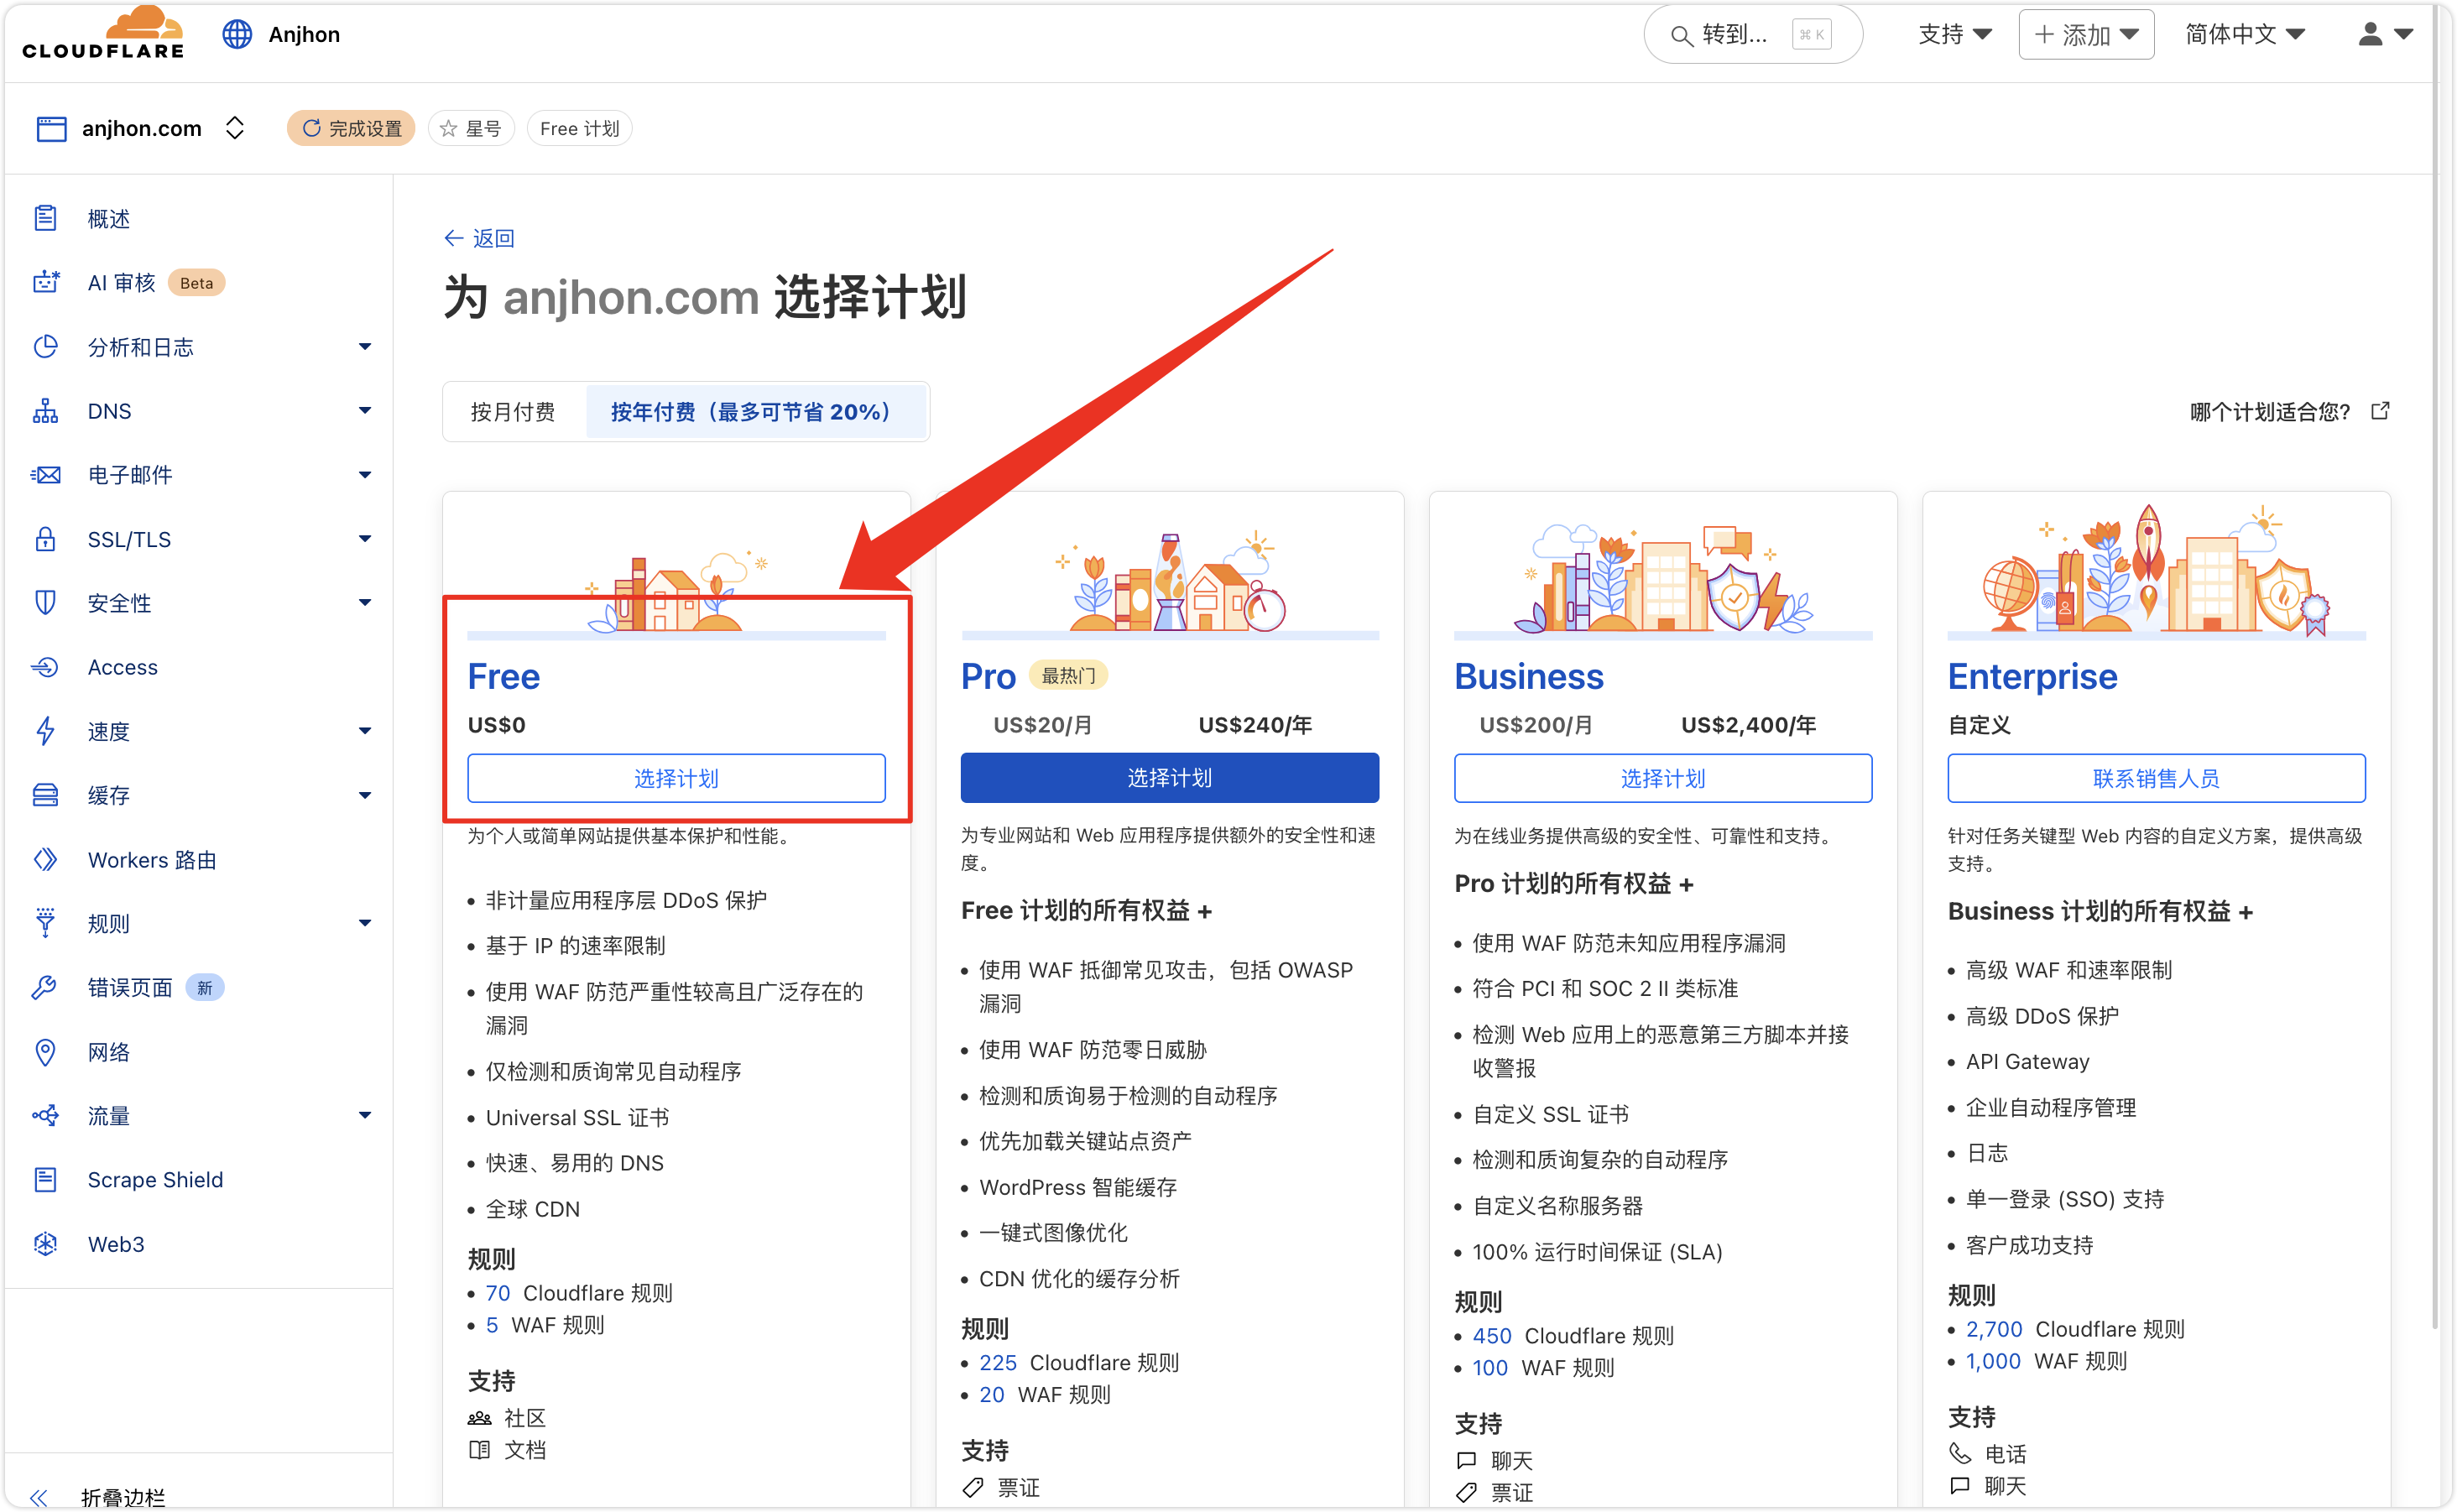 CLOUDFLARE
Anjhon
转到...
⌘ K
支持
+ 添加
简体中文
anjhon.com
完成设置
星号
Free 计划
概述
AI 审核 Beta
分析和日志
DNS
电子邮件
SSL/TLS
安全性
Access
速度
缓存
Workers 路由
规则
错误页面 新
网络
流量
Scrape Shield
Web3
折叠边栏
← 返回
为 anjhon.com 选择计划
按月付费
按年付费（最多可节省 20%）
哪个计划适合您?
Free
US$0
选择计划
为个人或简单网站提供基本保护和性能。
• 非计量应用程序层 DDoS 保护
• 基于 IP 的速率限制
• 使用 WAF 防范严重性较高且广泛存在的
漏洞
• 仅检测和质询常见自动程序
• Universal SSL 证书
• 快速、易用的 DNS
• 全球 CDN
规则
• 70 Cloudflare 规则
• 5 WAF 规则
支持
社区
文档
Pro 最热门
US$20/月 US$240/年
选择计划
为专业网站和 Web 应用程序提供额外的安全性和速
度。
Free 计划的所有权益 +
• 使用 WAF 抵御常见攻击，包括 OWASP
漏洞
• 使用 WAF 防范零日威胁
• 检测和质询易于检测的自动程序
• 优先加载关键站点资产
• WordPress 智能缓存
• 一键式图像优化
• CDN 优化的缓存分析
规则
• 225 Cloudflare 规则
• 20 WAF 规则
支持
票证
Business
US$200/月 US$2,400/年
选择计划
为在线业务提供高级的安全性、可靠性和支持。
Pro 计划的所有权益 +
• 使用 WAF 防范未知应用程序漏洞
• 符合 PCI 和 SOC 2 II 类标准
• 检测 Web 应用上的恶意第三方脚本并接
收警报
• 自定义 SSL 证书
• 检测和质询复杂的自动程序
• 自定义名称服务器
• 100% 运行时间保证 (SLA)
规则
• 450 Cloudflare 规则
• 100 WAF 规则
支持
聊天
票证
Enterprise
自定义
联系销售人员
针对任务关键型 Web 内容的自定义方案，提供高级
支持。
Business 计划的所有权益 +
• 高级 WAF 和速率限制
• 高级 DDoS 保护
• API Gateway
• 企业自动程序管理
• 日志
• 单一登录 (SSO) 支持
• 客户成功支持
规则
• 2,700 Cloudflare 规则
• 1,000 WAF 规则
支持
电话
聊天